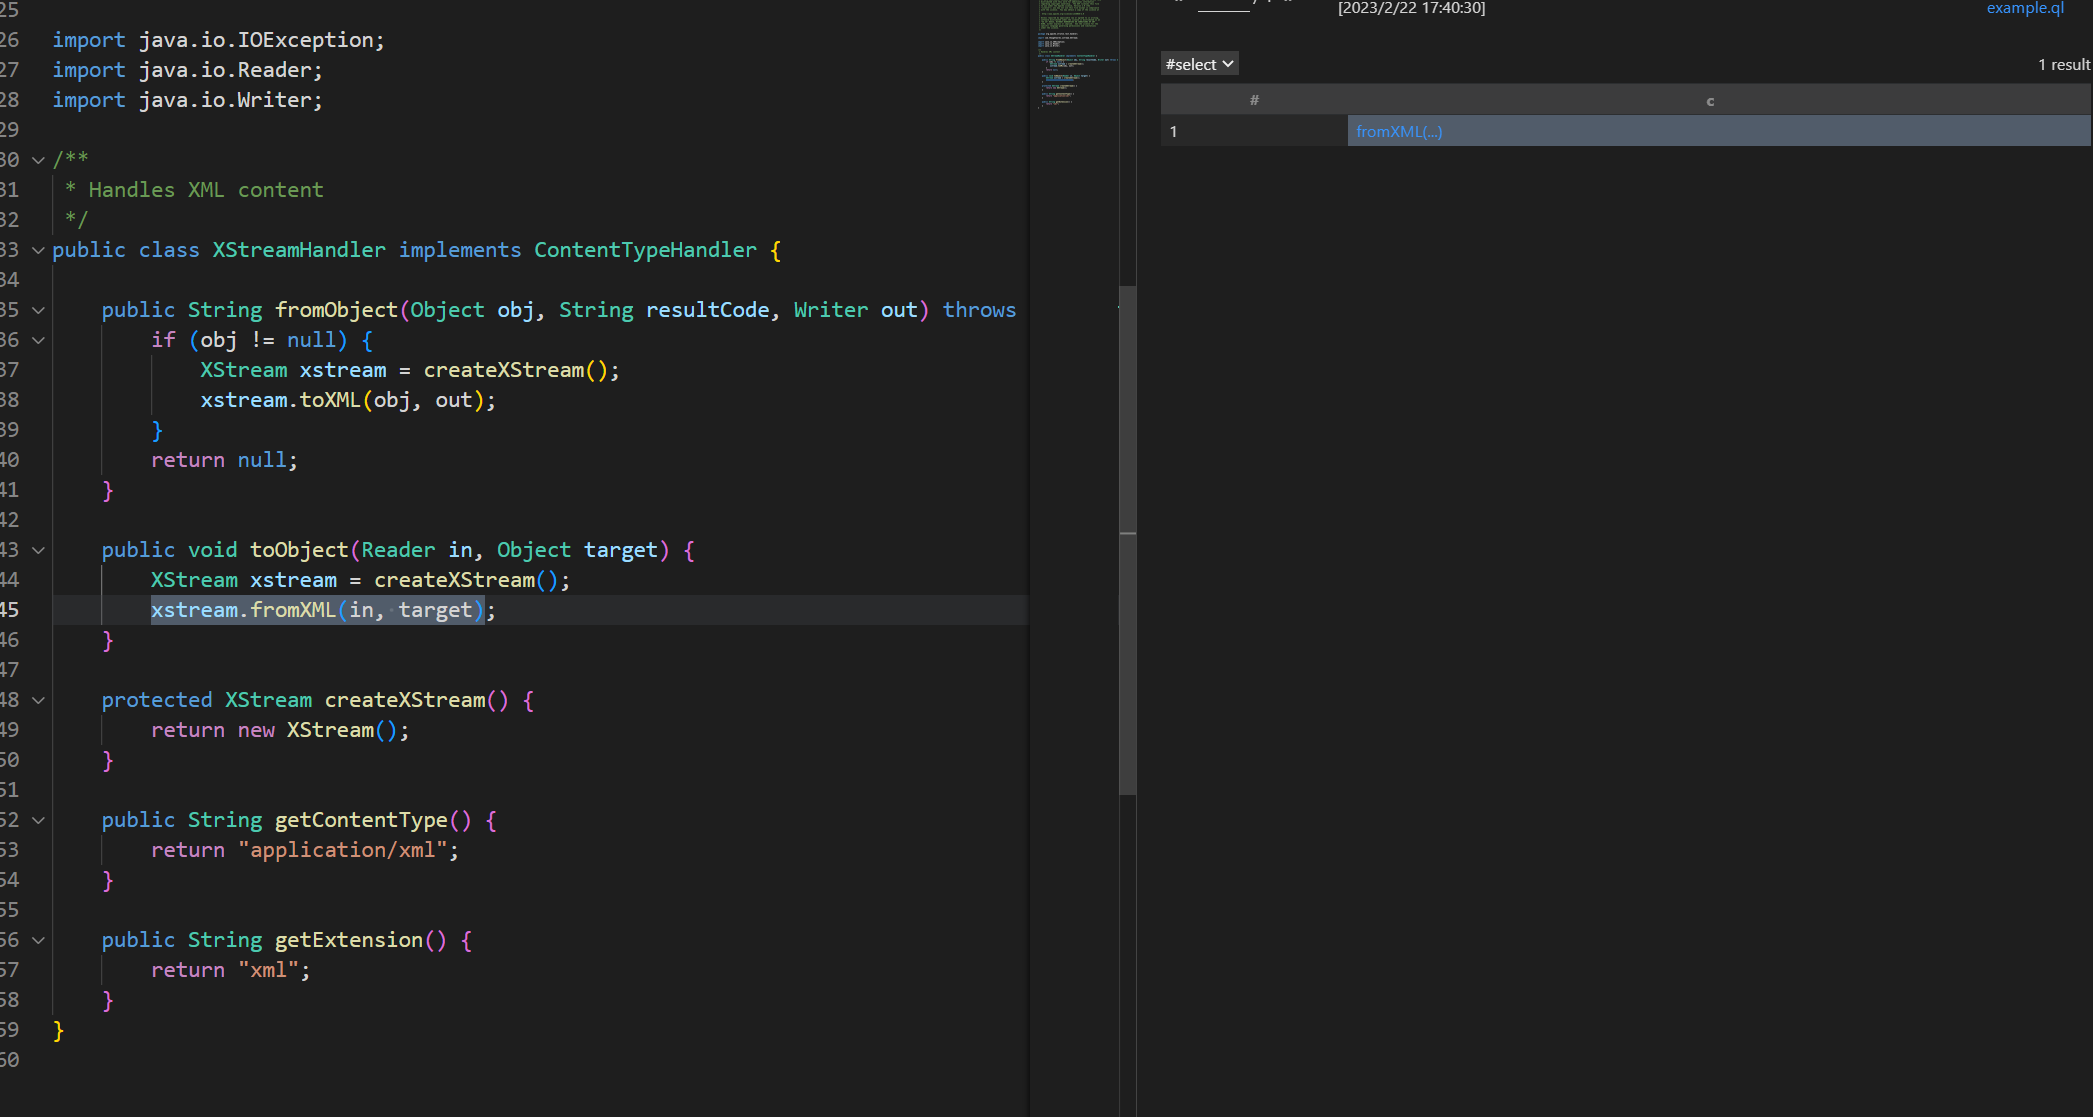 25
26 import java.io.IOException;
27 import java.io.Reader;
28 import java.io.Writer;
29
30 /**
31 * Handles XML content
32 */
33 public class XStreamHandler implements ContentTypeHandler {
34
35 public String fromObject(Object obj, String resultCode, Writer out) throws
36 if (obj != null) {
37 XStream xstream = createXStream();
38 xstream.toXML(obj, out);
39 }
40 return null;
41 }
42
43 public void toObject(Reader in, Object target) {
44 XStream xstream = createXStream();
45 xstream.fromXML(in, target);
46 }
47
48 protected XStream createXStream() {
49 return new XStream();
50 }
51
52 public String getContentType() {
53 return "application/xml";
54 }
55
56 public String getExtension() {
57 return "xml";
58 }
59 }
60
[2023/2/22 17:40:30] example.ql
#select 1 result
# c
1 fromXML(...)